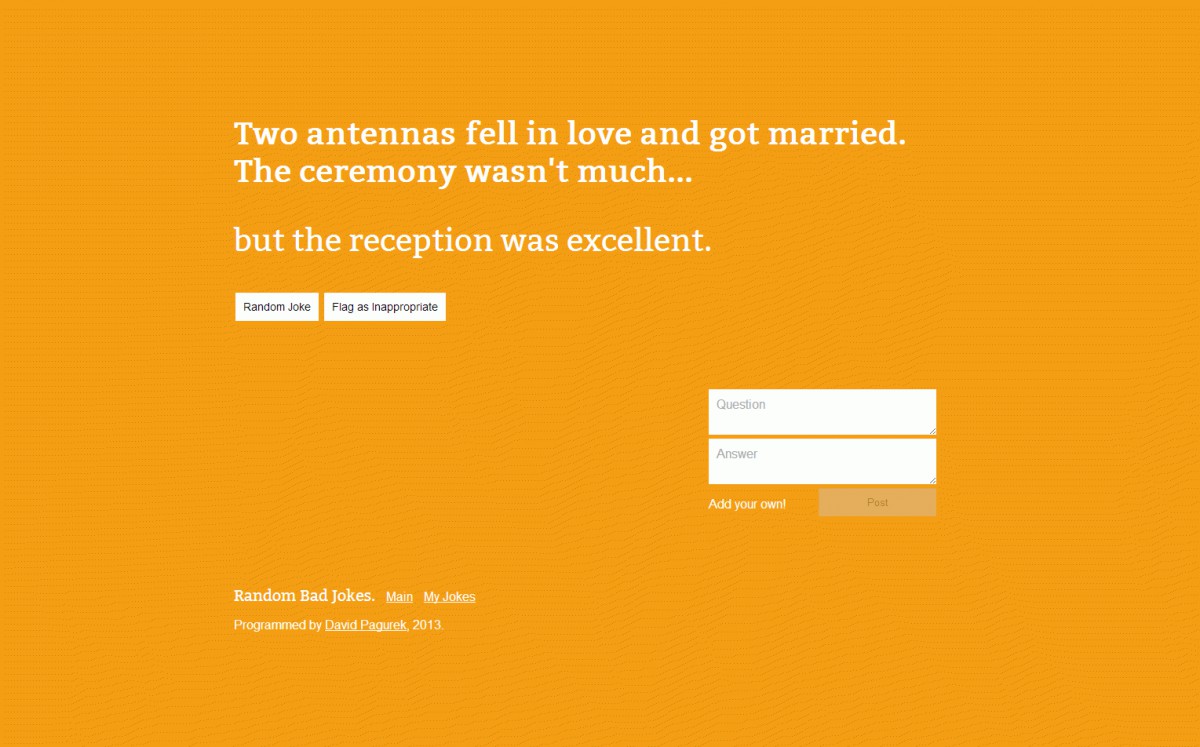 Two antennas fell in love and got married.
The ceremony wasn't much...
but the reception was excellent.
Random Joke Flag as Inappropriate
Question
Answer
Add your own! Post
Random Bad Jokes. Main My Jokes
Programmed by David Pagurek, 2013.